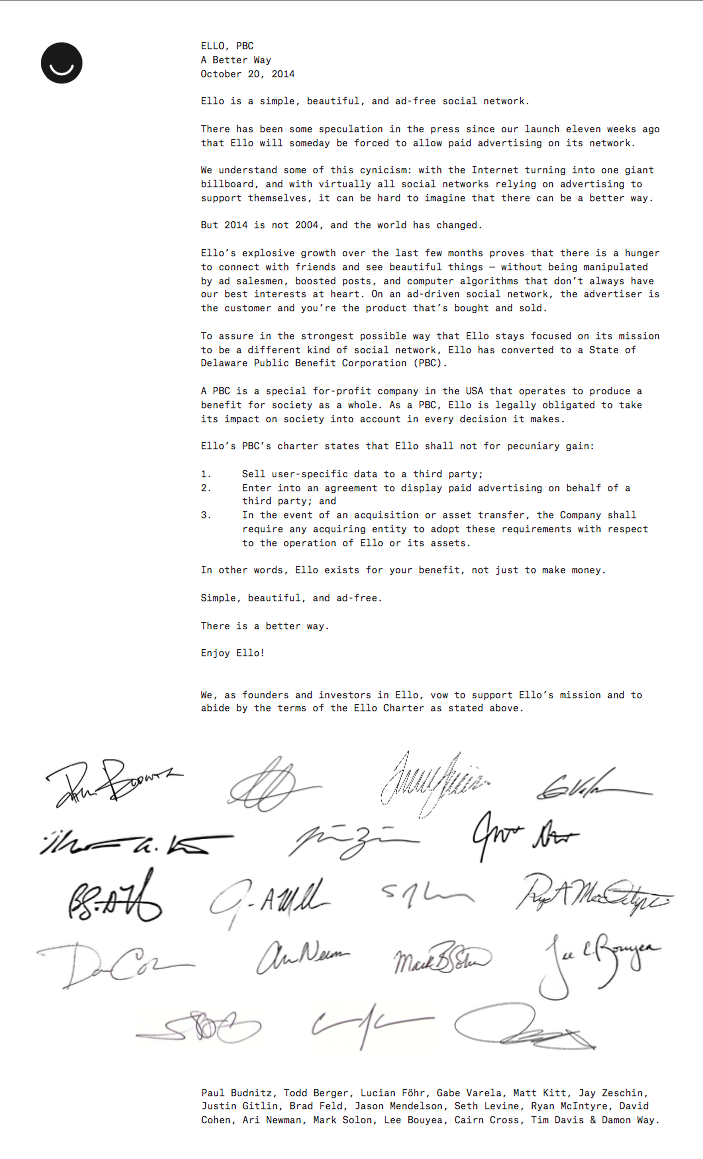 ELLO, PBC
A Better Way
October 20, 2014
Ello is a simple, beautiful, and ad-free social network.
There has been some speculation in the press since our launch eleven weeks ago
that Ello will someday be forced to allow paid advertising on its network.
We understand some of this cynicism: with the Internet turning into one giant
billboard, and with virtually all social networks relying on advertising to
support themselves, it can be hard to imagine that there can be a better way.
But 2014 is not 2004, and the world has changed.
Ello’s explosive growth over the last few months proves that there is a hunger
to connect with friends and see beautiful things — without being manipulated
by ad salesmen, boosted posts, and computer algorithms that don’t always have
our best interests at heart. On an ad-driven social network, the advertiser is
the customer and you’re the product that’s bought and sold.
To assure in the strongest possible way that Ello stays focused on its mission
to be a different kind of social network, Ello has converted to a State of
Delaware Public Benefit Corporation (PBC).
A PBC is a special for-profit company in the USA that operates to produce a
benefit for society as a whole. As a PBC, Ello is legally obligated to take
its impact on society into account in every decision it makes.
Ello’s PBC’s charter states that Ello shall not for pecuniary gain:
1. Sell user-specific data to a third party;
2. Enter into an agreement to display paid advertising on behalf of a
third party; and
3. In the event of an acquisition or asset transfer, the Company shall
require any acquiring entity to adopt these requirements with respect
to the operation of Ello or its assets.
In other words, Ello exists for your benefit, not just to make money.
Simple, beautiful, and ad-free.
There is a better way.
Enjoy Ello!
We, as founders and investors in Ello, vow to support Ello’s mission and to
abide by the terms of the Ello Charter as stated above.
Paul Budnitz, Todd Berger, Lucian Föhr, Gabe Varela, Matt Kitt, Jay Zeschin,
Justin Gitlin, Brad Feld, Jason Mendelson, Seth Levine, Ryan McIntyre, David
Cohen, Ari Newman, Mark Solon, Lee Bouyea, Cairn Cross, Tim Davis & Damon Way.